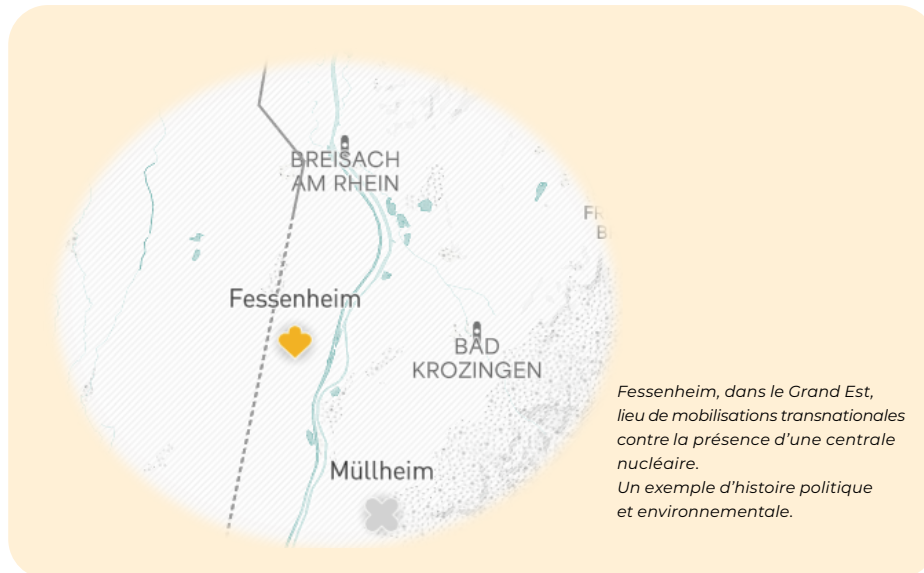 BREISACH
AM RHEIN
FR
B
Fessenheim
BAD
KROZINGEN
Müllheim
Fessenheim, dans le Grand Est,
lieu de mobilisations transnationales
contre la présence d'une centrale
nucléaire.
Un exemple d'histoire politique
et environnementale.